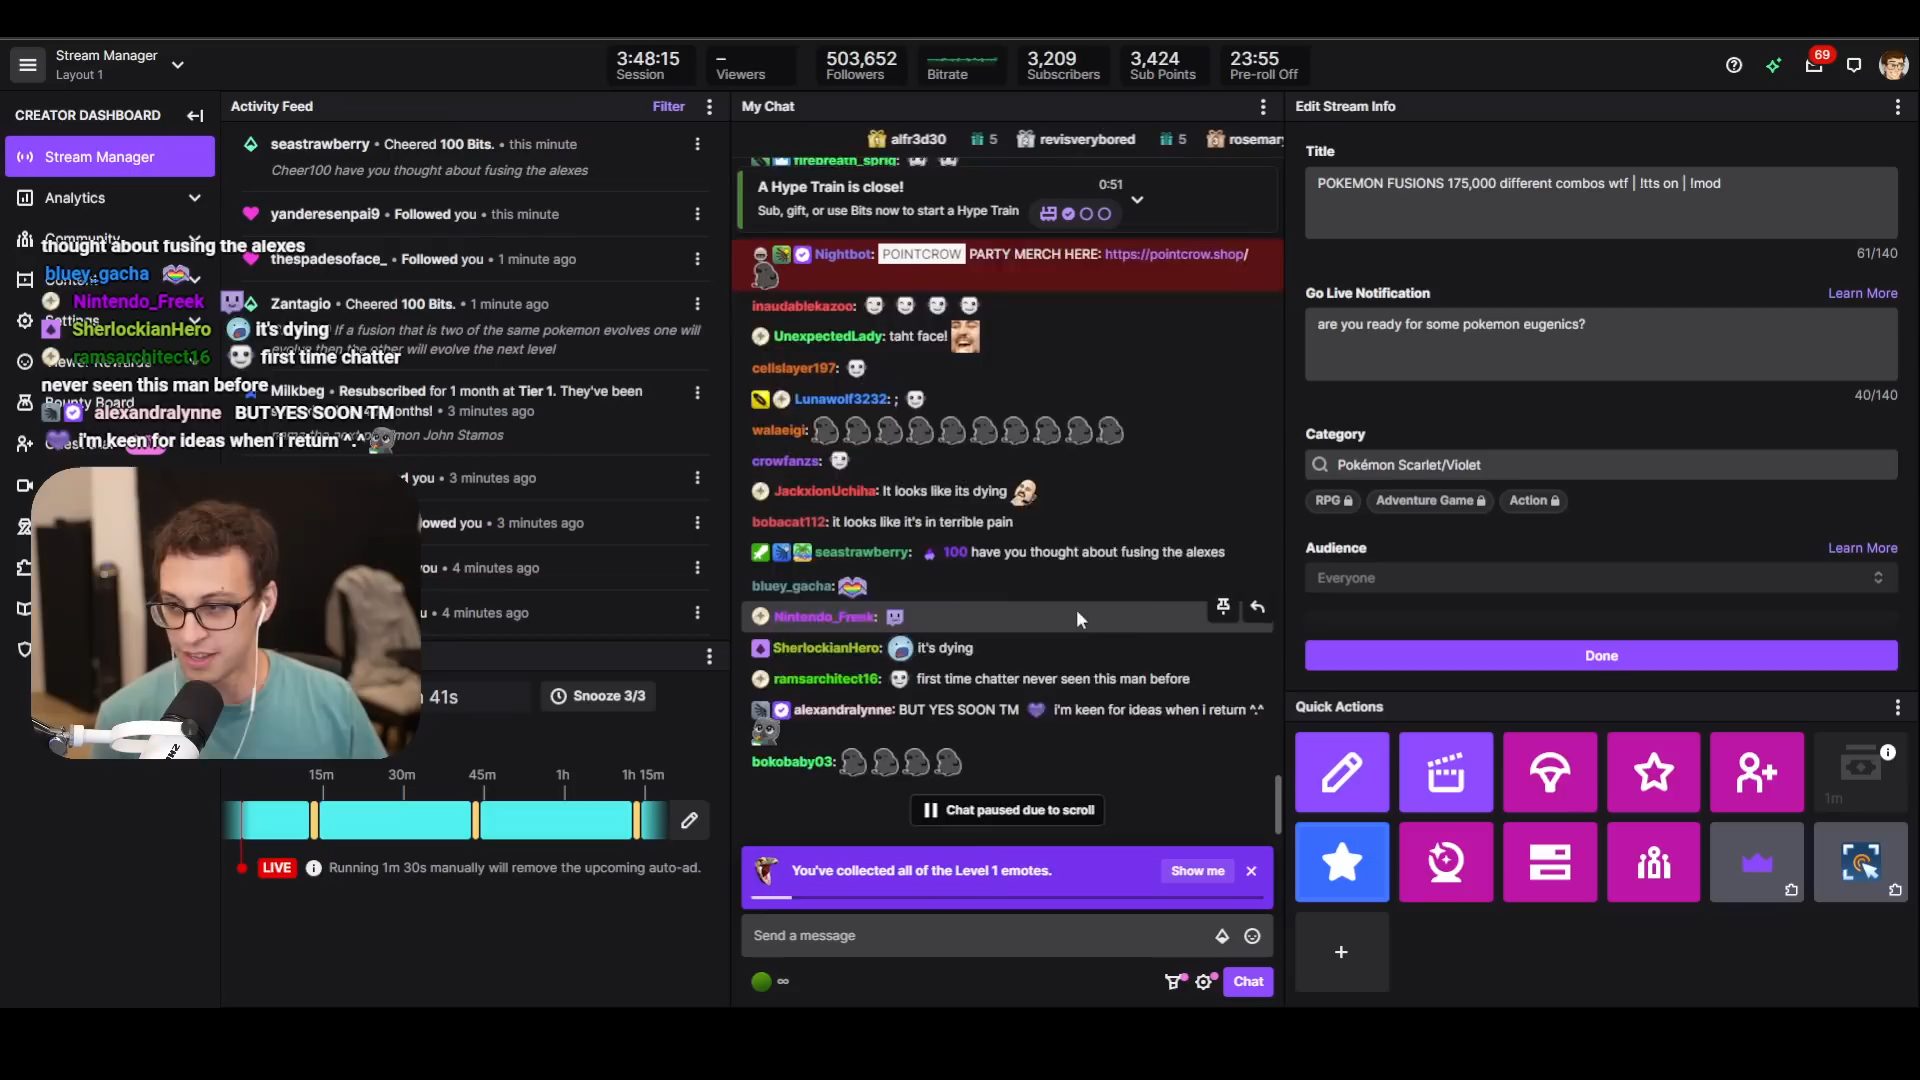 Stream Manager
Layout 1
3:48:15
Session
–
Viewers
503,652
Followers
Bitrate
3,209
Subscribers
3,424
Sub Points
23:55
Pre-roll Off
69
CREATOR DASHBOARD
Stream Manager
Analytics
Community
Settings
thought about fusing the alexes
bluey_gacha
Nintendo_Freek
SherlockianHero it's dying
ramsarchitect16 first time chatter
never seen this man before
alexandralynne BUT YES SOON TM
i'm keen for ideas when i return ^.^
Activity Feed
Filter
seastrawberry • Cheered 100 Bits. • this minute
Cheer100 have you thought about fusing the alexes
yanderesenpai9 • Followed you • this minute
thespadesoface_ • Followed you • 1 minute ago
Zantagio • Cheered 100 Bits. • 1 minute ago
If a fusion that is two of the same pokemon evolves one will
evolve then the other will evolve the next level
Milkbeg • Resubscribed for 1 month at Tier 1. They've been
• 3 minutes ago
John Stamos
d you • 3 minutes ago
lowed you • 3 minutes ago
you • 4 minutes ago
u • 4 minutes ago
41s
Snooze 3/3
15m
30m
45m
1h
1h 15m
LIVE
Running 1m 30s manually will remove the upcoming auto-ad.
My Chat
alfr3d30
5
revisverybored
5
rosemar
firebreath_sprig:
A Hype Train is close!
0:51
Sub, gift, or use Bits now to start a Hype Train
Nightbot: POINTCROW PARTY MERCH HERE: https://pointcrow.shop/
inaudablekazoo:
UnexpectedLady: taht face!
cellslayer197:
Lunawolf3232: ;
walaeigi:
crowfanzs:
JackxionUchiha: It looks like its dying
bobacat112: it looks like it's in terrible pain
seastrawberry: 100 have you thought about fusing the alexes
bluey_gacha:
Nintendo_Freek:
SherlockianHero: it's dying
ramsarchitect16: first time chatter never seen this man before
alexandralynne: BUT YES SOON TM i'm keen for ideas when i return ^.^
bokobaby03:
Chat paused due to scroll
You've collected all of the Level 1 emotes.
Show me
Send a message
∞
Chat
Edit Stream Info
Title
POKEMON FUSIONS 175,000 different combos wtf | !tts on | !mod
61/140
Go Live Notification
Learn More
are you ready for some pokemon eugenics?
40/140
Category
Pokémon Scarlet/Violet
RPG
Adventure Game
Action
Audience
Learn More
Everyone
Done
Quick Actions
1m
+